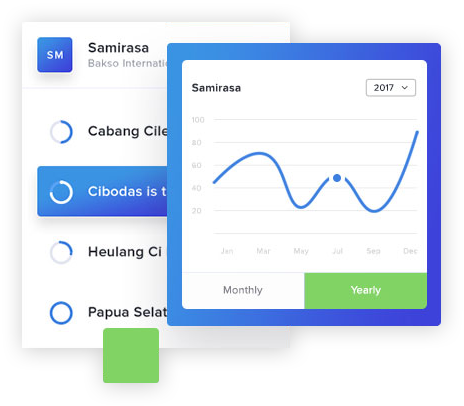 SM
Samirasa
Bakso Internatio
Cabang Cile
Cibodas is t
Heulang Ci
Papua Selat
Samirasa
2017
100
80
60
40
20
Jan Mar May Jul Sep Dec
Monthly
Yearly